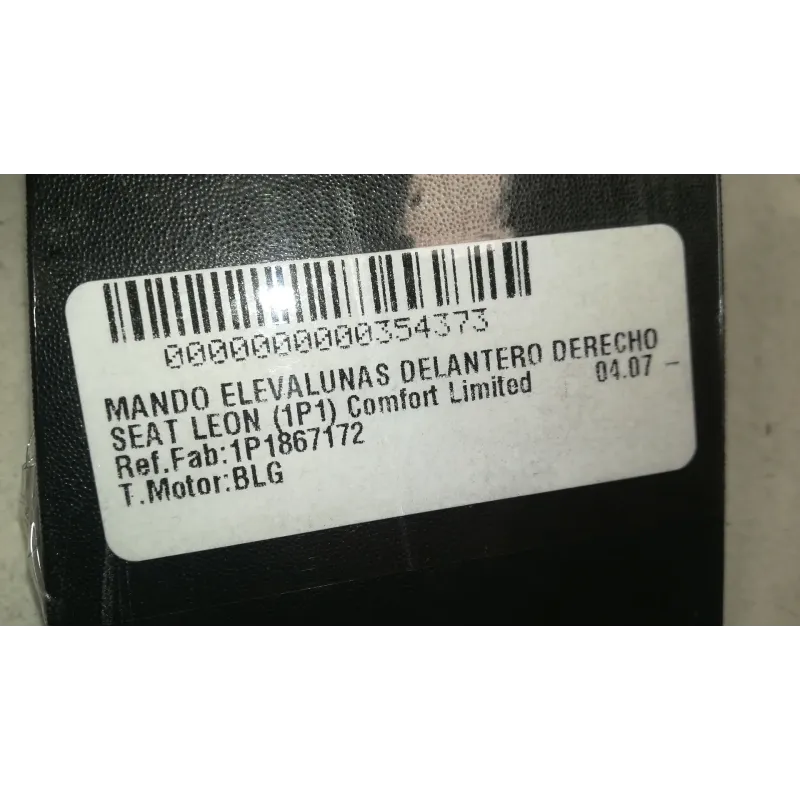 0000000000354373
MANDO ELEVALUNAS DELANTERO DERECHO
SEAT LEON (1P1) Comfort Limited 04.07 -
Ref.Fab:1P1867172
T.Motor:BLG